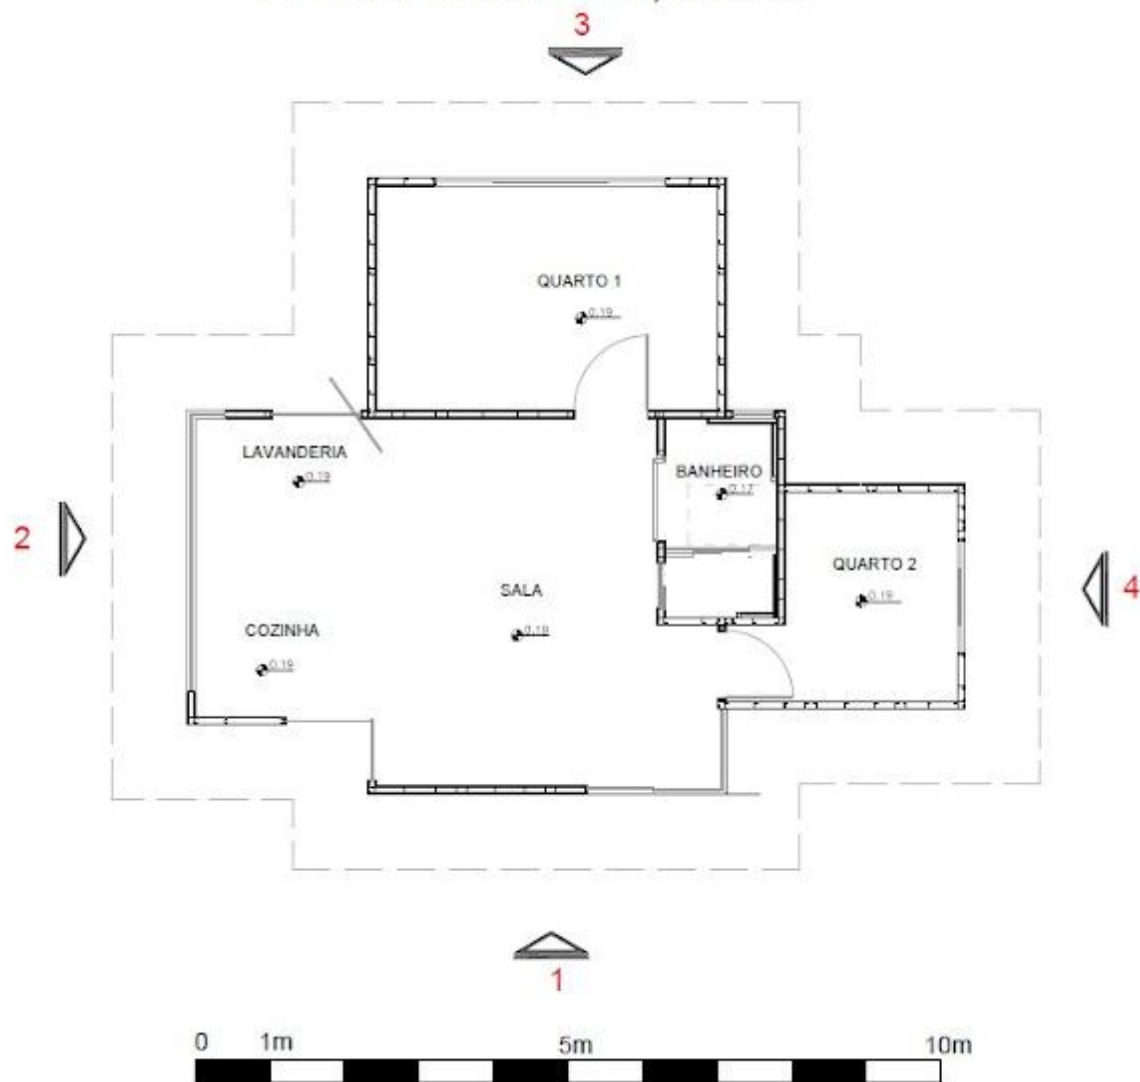 3
QUARTO 1
0.19
LAVANDERIA
0.19
BANHEIRO
0.17
2
QUARTO 2
0.19
4
SALA
0.19
COZINHA
0.19
1
0 1m 5m 10m